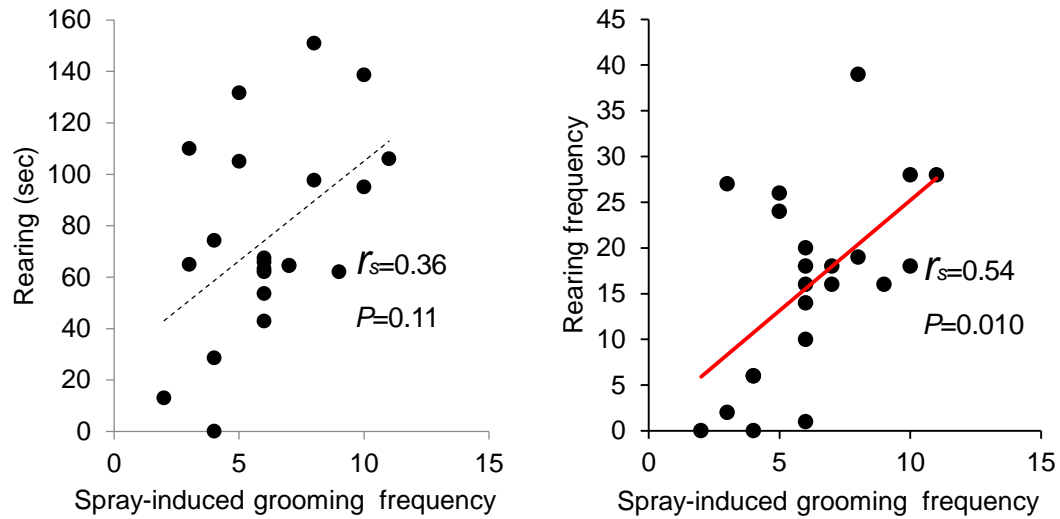 160
140
120
100
80
60
40
20
0
Rearing (sec)
0 5 10 15
Spray-induced grooming frequency
rs=0.36
P=0.11
45
40
35
30
25
20
15
10
5
0
Rearing frequency
0 5 10 15
Spray-induced grooming frequency
rs=0.54
P=0.010